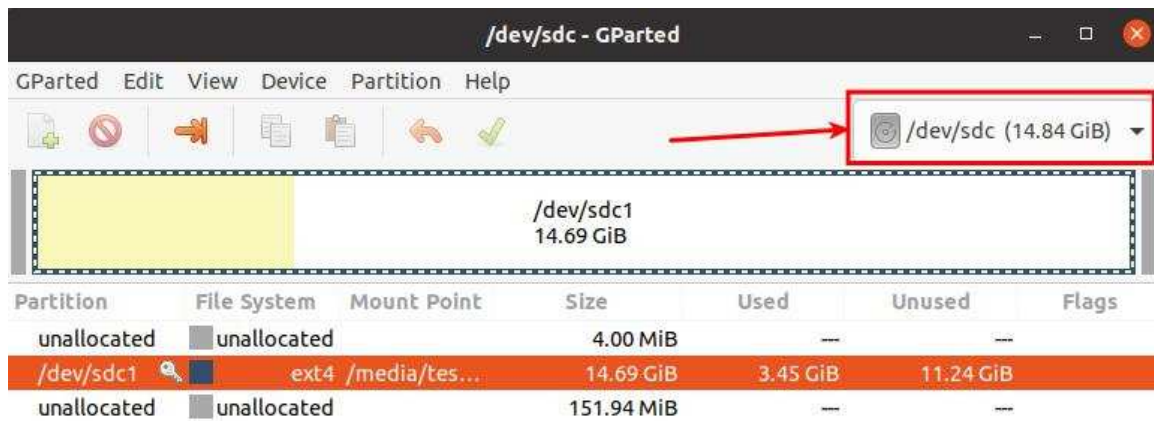 /dev/sdc - GParted
GParted Edit View Device Partition Help
/dev/sdc (14.84 GiB)
/dev/sdc1
14.69 GiB
Partition File System Mount Point Size Used Unused Flags
unallocated unallocated 4.00 MiB --- ---
/dev/sdc1 ext4 /media/tes... 14.69 GiB 3.45 GiB 11.24 GiB
unallocated unallocated 151.94 MiB --- ---